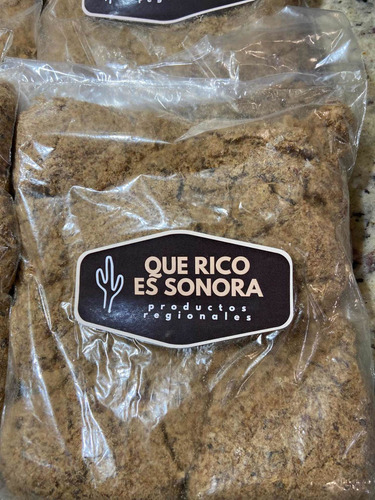 QUE RICO
ES SONORA
productos
regionales